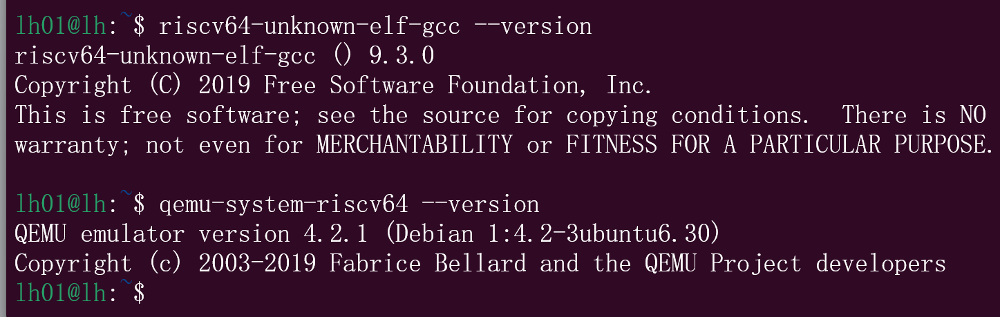 lh01@lh:~$ riscv64-unknown-elf-gcc --version
riscv64-unknown-elf-gcc () 9.3.0
Copyright (C) 2019 Free Software Foundation, Inc.
This is free software; see the source for copying conditions.  There is NO
warranty; not even for MERCHANTABILITY or FITNESS FOR A PARTICULAR PURPOSE.
lh01@lh:~$ qemu-system-riscv64 --version
QEMU emulator version 4.2.1 (Debian 1:4.2-3ubuntu6.30)
Copyright (c) 2003-2019 Fabrice Bellard and the QEMU Project developers
lh01@lh:~$